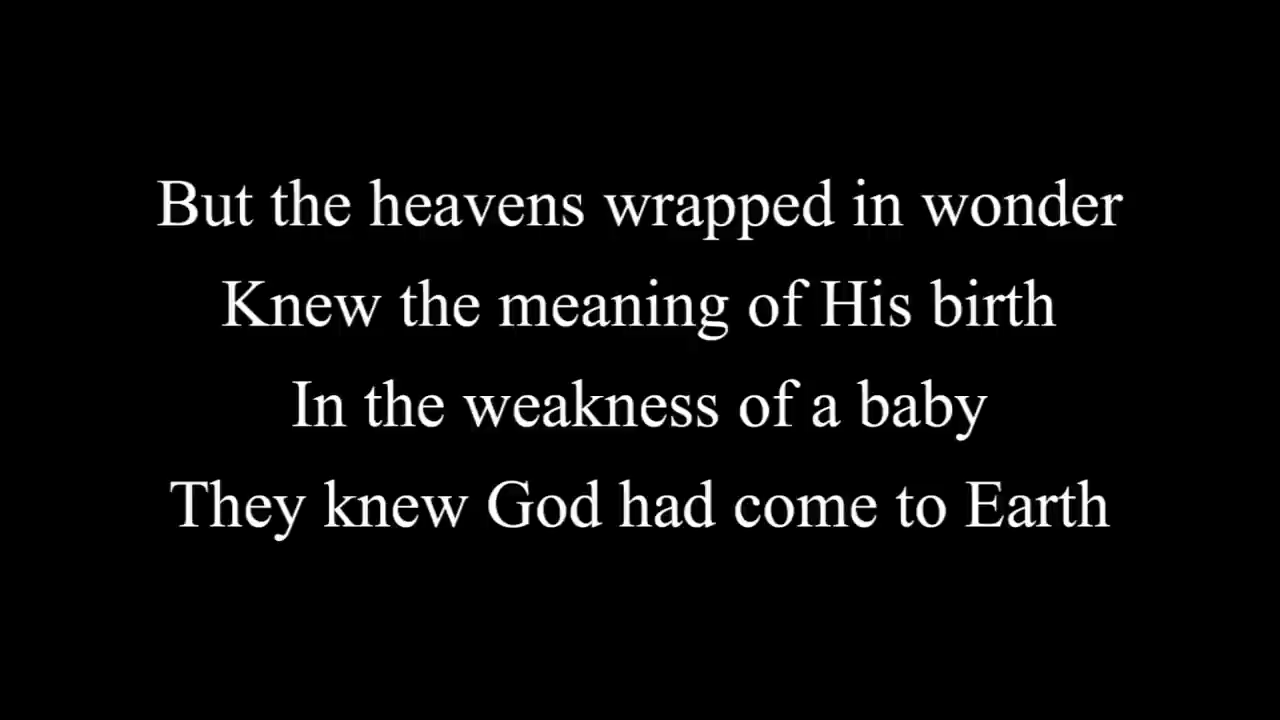 But the heavens wrapped in wonder
Knew the meaning of His birth
In the weakness of a baby
They knew God had come to Earth